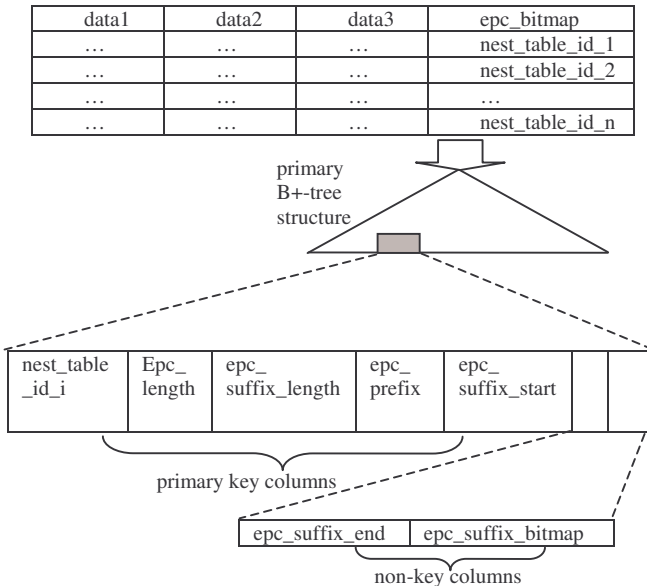 data1 data2 data3 epc_bitmap
… … … nest_table_id_1
… … … nest_table_id_2
… … … …
… … … nest_table_id_n
primary
B+-tree
structure
nest_table Epc_ epc_ epc_ epc_
_id_i length suffix_length prefix suffix_start
primary key columns
epc_suffix_end epc_suffix_bitmap
non-key columns